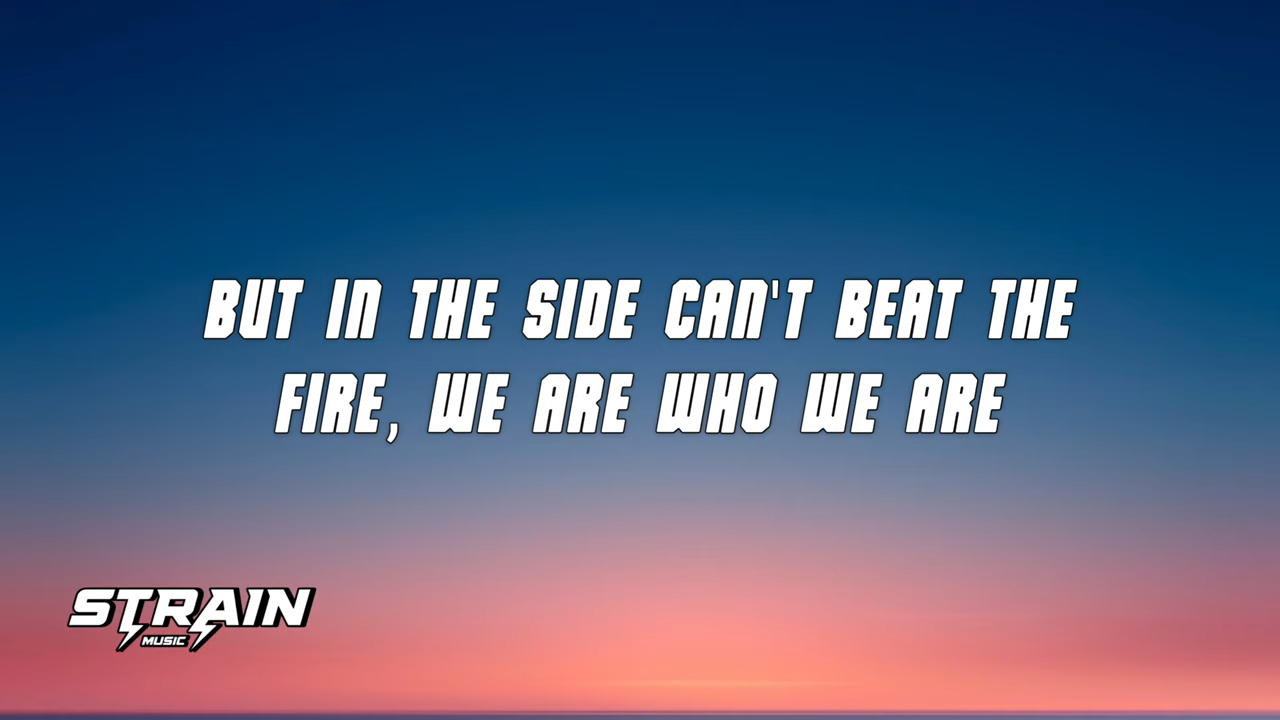 BUT IN THE SIDE CAN'T BEAT THE
FIRE, WE ARE WHO WE ARE
STRAIN
MUSIC